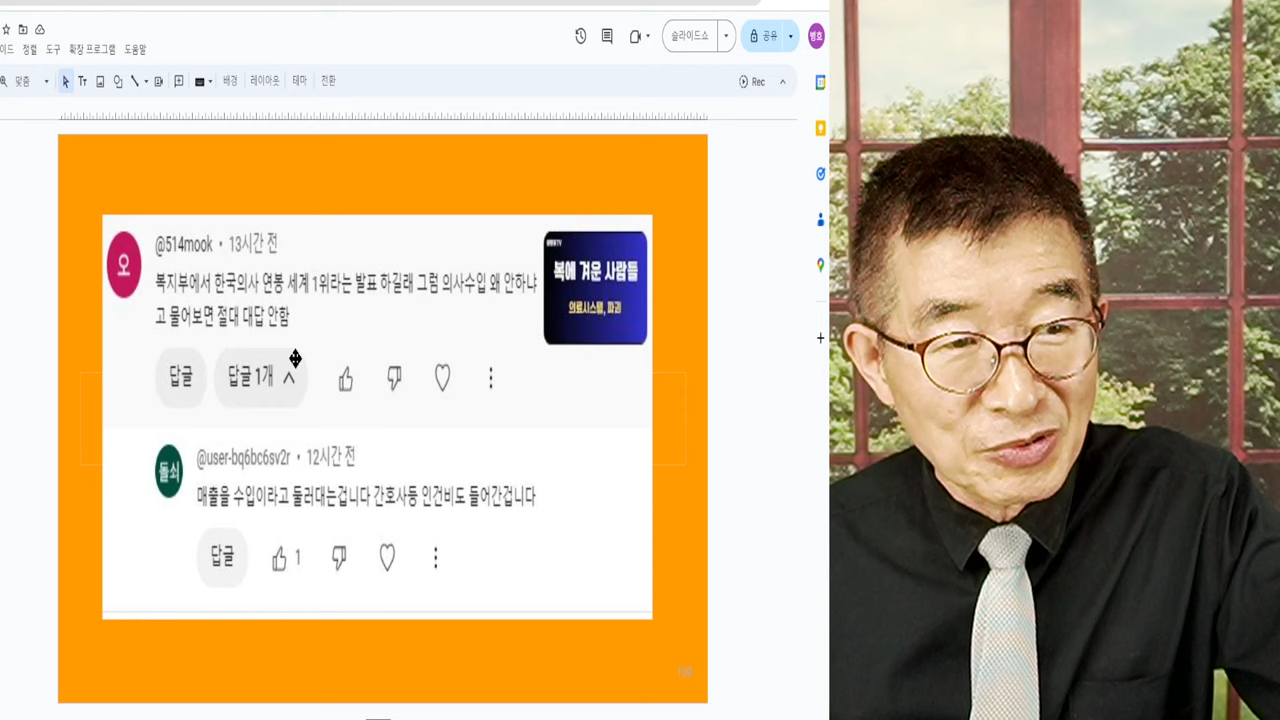 이드 정렬 도구 확장 프로그램 도움말
슬라이드쇼
공유
병호
맞춤
Tт
배경
레이아웃
테마
전환
Rec
@514mook • 13시간 전
복지부에서 한국의사 연봉 세계 1위라는 발표 하길래 그럼 의사수입 왜 안하냐
고 물어보면 절대 대답 안함
오
복에 겨운 사람들
의료시스템, 파괴
답글
답글 1개
@user-bq6bc6sv2r • 12시간 전
돌쇠
매출을 수입이라고 둘러대는겁니다 간호사등 인건비도 들어간겁니다
답글
1